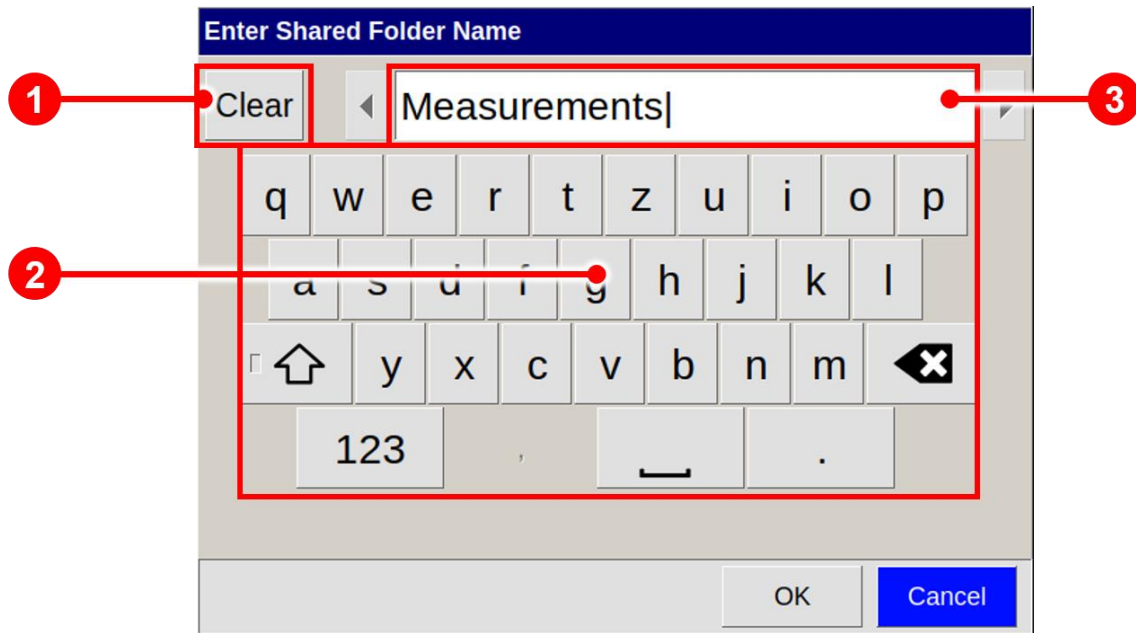 Enter Shared Folder Name
1 Clear Measurements 3
q w e r t z u i o p
2 a s d f g h j k l
y x c v b n m
123 , .
OK Cancel